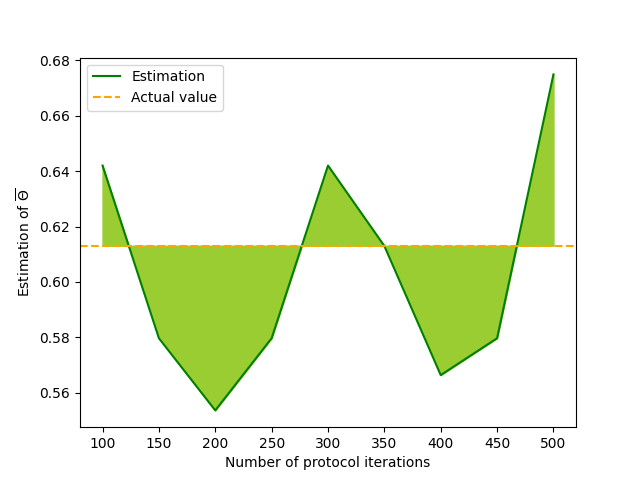 Estimation
Actual value
0.68
0.66
0.64
0.62
0.60
0.58
0.56
Estimation of Θ̅
100 150 200 250 300 350 400 450 500
Number of protocol iterations